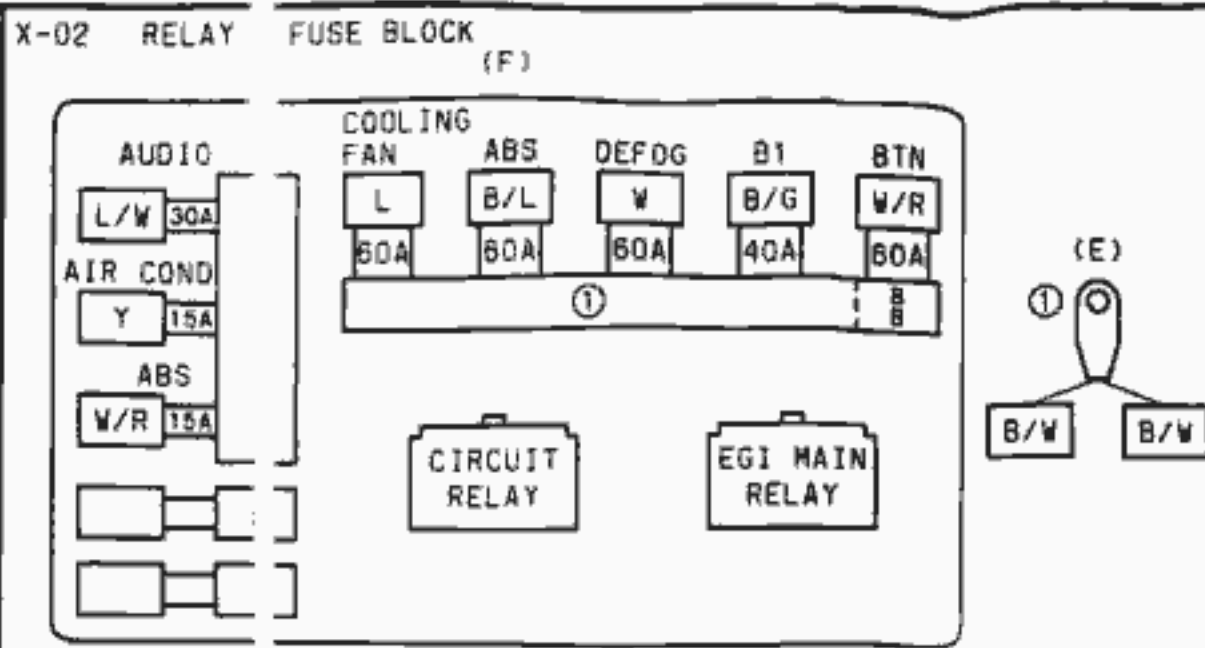 X-02 RELAY FUSE BLOCK
(F)
COOLING
FAN ABS DEFOG B1 BTN
L B/L W B/G W/R
60A 60A 60A 40A 60A
① B
B
AUDIO
L/W 30A
AIR COND
Y 15A
ABS
W/R 15A
CIRCUIT
RELAY
EGI MAIN
RELAY
(E)
①
B/W B/W